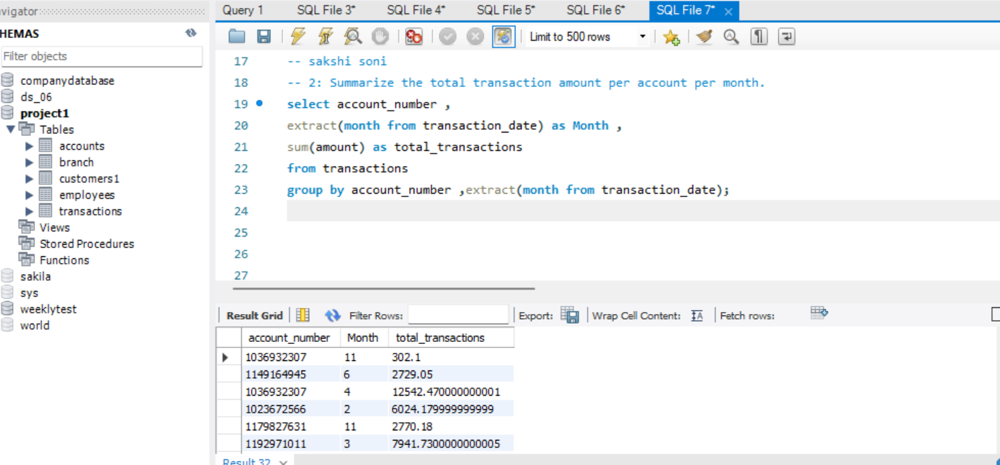 Query 1 SQL File 3* SQL File 4* SQL File 5* SQL File 6* SQL File 7*
Limit to 500 rows
Filter objects
companydatabase
ds_06
project1
Tables
accounts
branch
customers1
employees
transactions
Views
Stored Procedures
Functions
sakila
sys
weeklytest
world
17 -- sakshi soni
18 -- 2: Summarize the total transaction amount per account per month.
19 select account_number ,
20 extract(month from transaction_date) as Month ,
21 sum(amount) as total_transactions
22 from transactions
23 group by account_number ,extract(month from transaction_date);
24
25
26
27
Result Grid Filter Rows: Export: Wrap Cell Content: Fetch rows:
account_number Month total_transactions
1036932307 11 302.1
1149164945 6 2729.05
1036932307 4 12542.470000000001
1023672566 2 6024.179999999999
1179827631 11 2770.18
1192971011 3 7941.7300000000005
Result 32